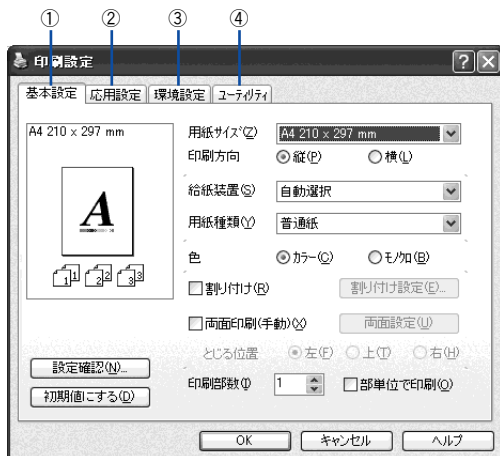 ① ② ③ ④
印刷設定
基本設定 応用設定 環境設定 ユーティリティ
A4 210 x 297 mm
用紙サイズ(Z) A4 210 x 297 mm
印刷方向 縦(P) 横(L)
給紙装置(S) 自動選択
用紙種類(Y) 普通紙
A
色 カラー(C) モノクロ(B)
1 1 2 2 3 3
割り付け(R) 割り付け設定(E)...
両面印刷(手動)(X) 両面設定(U)
とじる位置 左(F) 上(T) 右(H)
設定確認(N)...
印刷部数(I) 1 部単位で印刷(O)
初期値にする(D)
OK キャンセル ヘルプ